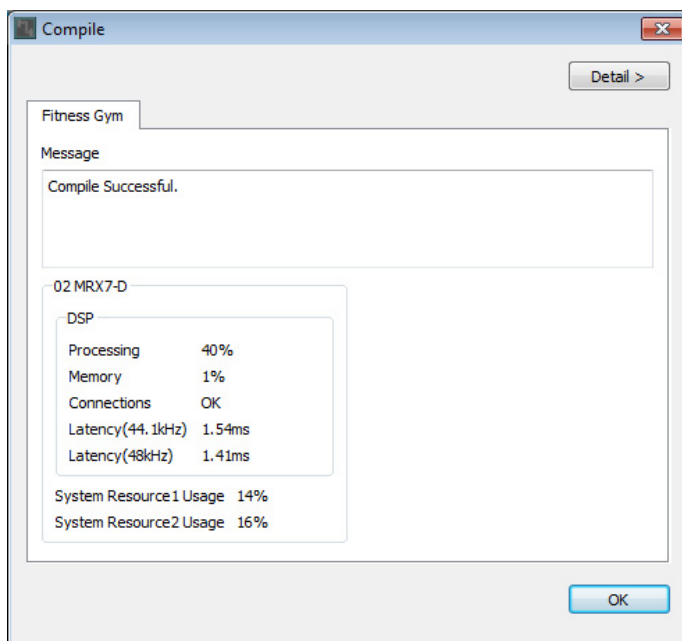 Compile
Detail >
Fitness Gym
Message
Compile Successful.
02 MRX7-D
DSP
Processing 40%
Memory 1%
Connections OK
Latency(44.1kHz) 1.54ms
Latency(48kHz) 1.41ms
System Resource1 Usage 14%
System Resource2 Usage 16%
OK